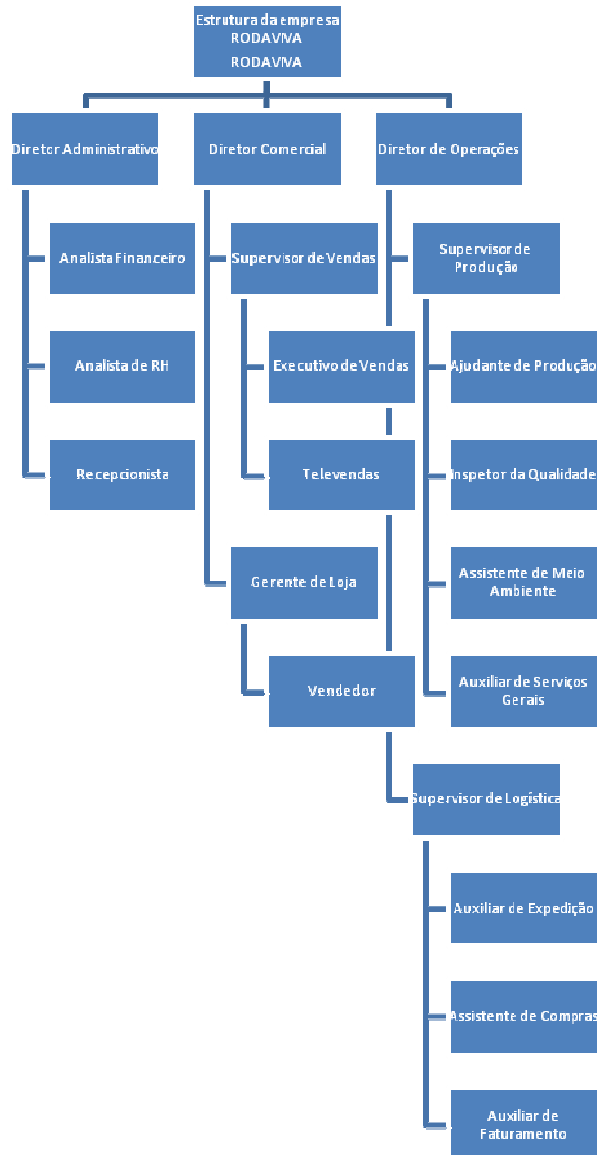 Estrutura da empresa
RODAVIVA
RODAVIVA
Diretor Administrativo
Analista Financeiro
Analista de RH
Recepcionista
Diretor Comercial
Supervisor de Vendas
Executivo de Vendas
Televendas
Gerente de Loja
Vendedor
Diretor de Operações
Supervisor de
Produção
Ajudante de Produção
Inspetor da Qualidade
Assistente de Meio
Ambiente
Auxiliar de Serviços
Gerais
Supervisor de Logística
Auxiliar de Expedição
Assistente de Compras
Auxiliar de
Faturamento